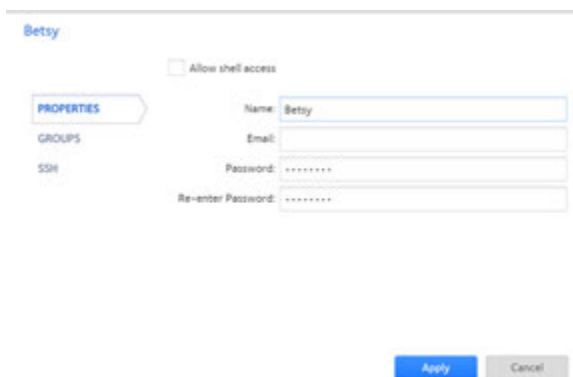 Betsy
Allow shell access
PROPERTIES
Name: Betsy
GROUPS
Email:
SSH
Password: ••••••••
Re-enter Password: ••••••••
Apply Cancel